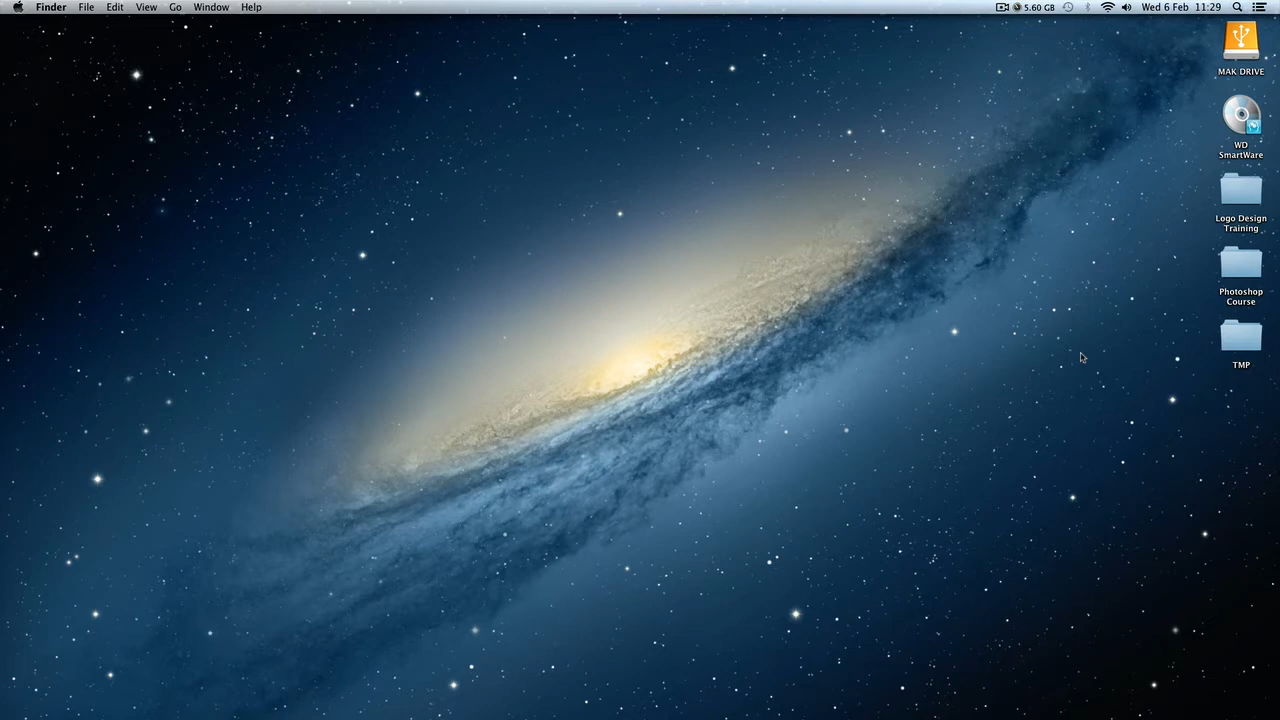 Finder File Edit View Go Window Help 5.60 GB Wed 6 Feb 11:29
MAK DRIVE
WD
SmartWare
Logo Design
Training
Photoshop
Course
TMP